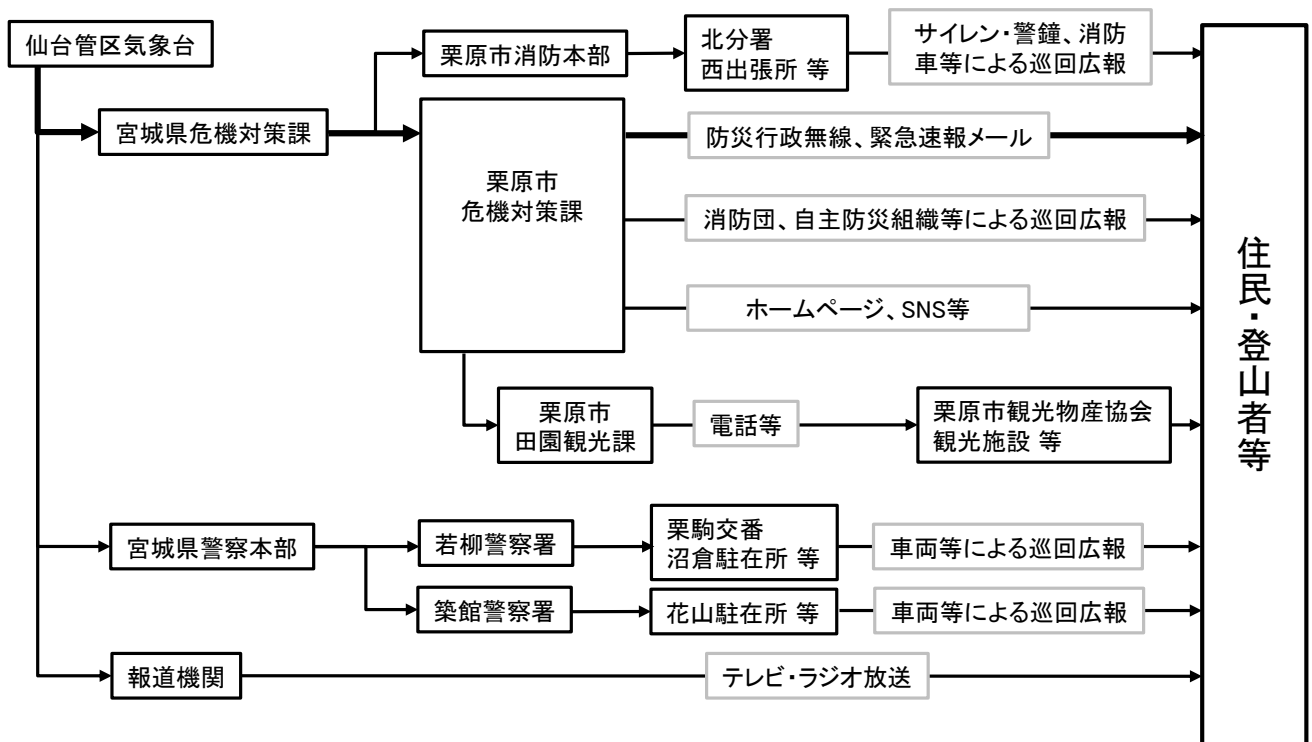 仙台管区気象台
宮城県危機対策課
栗原市消防本部
北分署
西出張所 等
サイレン・警鐘、消防
車等による巡回広報
栗原市
危機対策課
防災行政無線、緊急速報メール
消防団、自主防災組織等による巡回広報
ホームページ、SNS等
栗原市
田園観光課
電話等
栗原市観光物産協会
観光施設 等
宮城県警察本部
若柳警察署
栗駒交番
沼倉駐在所 等
車両等による巡回広報
築館警察署
花山駐在所 等
車両等による巡回広報
報道機関
テレビ・ラジオ放送
住民・登山者等